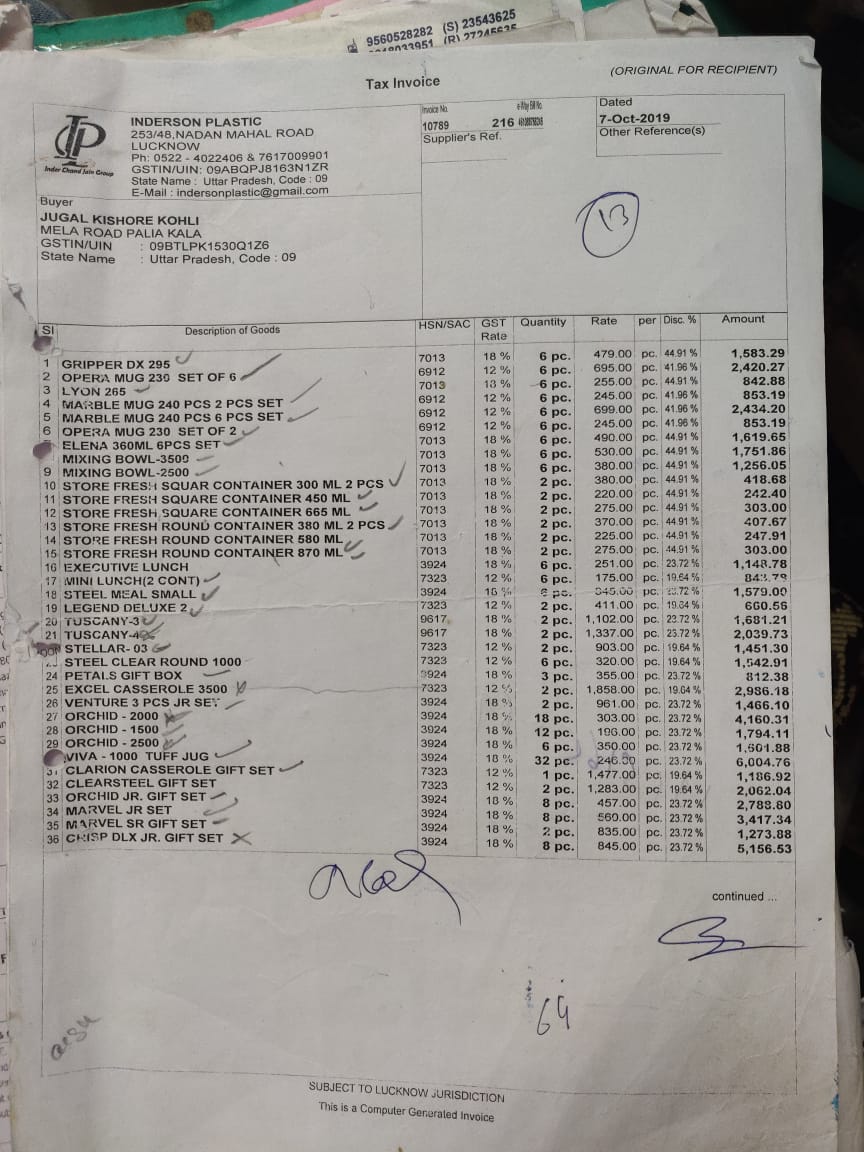 9560528282 (S) 23543625
Tax Invoice
(ORIGINAL FOR RECIPIENT)
Inder Chand Jain Group
INDERSON PLASTIC
253/48,NADAN MAHAL ROAD
LUCKNOW
Ph: 0522 - 4022406 & 7617009901
GSTIN/UIN: 09ABQPJ8163N1ZR
State Name : Uttar Pradesh, Code : 09
E-Mail : indersonplastic@gmail.com
Invoice No. e-Way Bill No.
10789 216
Supplier's Ref.
Dated
7-Oct-2019
Other Reference(s)
Buyer
JUGAL KISHORE KOHLI
MELA ROAD PALIA KALA
GSTIN/UIN : 09BTLPK1530Q1Z6
State Name : Uttar Pradesh, Code : 09
13
Sl Description of Goods HSN/SAC GST Rate Quantity Rate per Disc. % Amount
1 GRIPPER DX 295 7013 18 % 6 pc. 479.00 pc. 44.91 % 1,583.29
2 OPERA MUG 230 SET OF 6 6912 12 % 6 pc. 695.00 pc. 41.96 % 2,420.27
3 LYON 265 7013 18 % 6 pc. 255.00 pc. 44.91 % 842.88
4 MARBLE MUG 240 PCS 2 PCS SET 6912 12 % 6 pc. 245.00 pc. 41.96 % 853.19
5 MARBLE MUG 240 PCS 6 PCS SET 6912 12 % 6 pc. 699.00 pc. 41.96 % 2,434.20
6 OPERA MUG 230 SET OF 2 6912 12 % 6 pc. 245.00 pc. 41.96 % 853.19
ELENA 360ML 6PCS SET 7013 18 % 6 pc. 490.00 pc. 44.91 % 1,619.65
MIXING BOWL-3500 7013 18 % 6 pc. 530.00 pc. 44.91 % 1,751.86
9 MIXING BOWL-2500 7013 18 % 6 pc. 380.00 pc. 44.91 % 1,256.05
10 STORE FRESH SQUAR CONTAINER 300 ML 2 PCS 7013 18 % 2 pc. 380.00 pc. 44.91 % 418.68
11 STORE FRESH SQUARE CONTAINER 450 ML 7013 18 % 2 pc. 220.00 pc. 44.91 % 242.40
12 STORE FRESH SQUARE CONTAINER 665 ML 7013 18 % 2 pc. 275.00 pc. 44.91 % 303.00
13 STORE FRESH ROUND CONTAINER 380 ML 2 PCS 7013 18 % 2 pc. 370.00 pc. 44.91 % 407.67
14 STORE FRESH ROUND CONTAINER 580 ML 7013 18 % 2 pc. 225.00 pc. 44.91 % 247.91
15 STORE FRESH ROUND CONTAINER 870 ML 7013 18 % 2 pc. 275.00 pc. 44.91 % 303.00
16 EXECUTIVE LUNCH 3924 18 % 6 pc. 251.00 pc. 23.72 % 1,148.78
17 MINI LUNCH(2 CONT) 7323 12 % 6 pc. 175.00 pc. 19.64 % 843.78
18 STEEL MEAL SMALL 3924 18 % 6 pc. 345.00 pc. 23.72 % 1,579.00
19 LEGEND DELUXE 2 7323 12 % 2 pc. 411.00 pc. 19.64 % 660.56
20 TUSCANY-3 9617 18 % 2 pc. 1,102.00 pc. 23.72 % 1,681.21
21 TUSCANY-4 9617 18 % 2 pc. 1,337.00 pc. 23.72 % 2,039.73
STELLAR- 03 7323 12 % 2 pc. 903.00 pc. 19.64 % 1,451.30
STEEL CLEAR ROUND 1000 7323 12 % 6 pc. 320.00 pc. 19.64 % 1,542.91
24 PETALS GIFT BOX 3924 18 % 3 pc. 355.00 pc. 23.72 % 812.38
25 EXCEL CASSEROLE 3500 7323 12 % 2 pc. 1,858.00 pc. 19.64 % 2,986.18
26 VENTURE 3 PCS JR SET 3924 18 % 2 pc. 961.00 pc. 23.72 % 1,466.10
27 ORCHID - 2000 3924 18 % 18 pc. 303.00 pc. 23.72 % 4,160.31
28 ORCHID - 1500 3924 18 % 12 pc. 196.00 pc. 23.72 % 1,794.11
29 ORCHID - 2500 3924 18 % 6 pc. 350.00 pc. 23.72 % 1,601.88
VIVA - 1000 TUFF JUG 3924 18 % 32 pc. 246.00 pc. 23.72 % 6,004.76
31 CLARION CASSEROLE GIFT SET 7323 12 % 1 pc. 1,477.00 pc. 19.64 % 1,186.92
32 CLEARSTEEL GIFT SET 7323 12 % 2 pc. 1,283.00 pc. 19.64 % 2,062.04
33 ORCHID JR. GIFT SET 3924 18 % 8 pc. 457.00 pc. 23.72 % 2,788.80
34 MARVEL JR SET 3924 18 % 8 pc. 560.00 pc. 23.72 % 3,417.34
35 MARVEL SR GIFT SET 3924 18 % 2 pc. 835.00 pc. 23.72 % 1,273.88
36 CRISP DLX JR. GIFT SET 3924 18 % 8 pc. 845.00 pc. 23.72 % 5,156.53
continued ...
64
SUBJECT TO LUCKNOW JURISDICTION
This is a Computer Generated Invoice